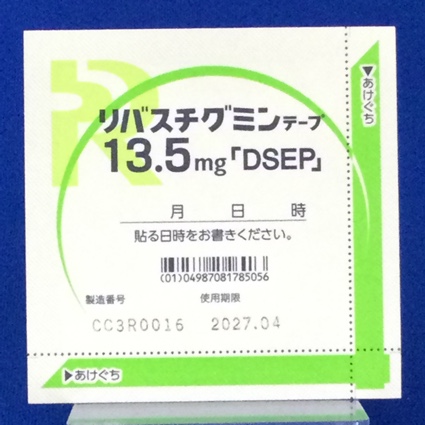 リバスチグミンテープ
13.5mg「DSEP」
月 日 時
貼る日時をお書きください。
(01)04987081785056
製造番号 使用期限
CC3R0016 2027.04
▶あけぐち
▶あけぐち